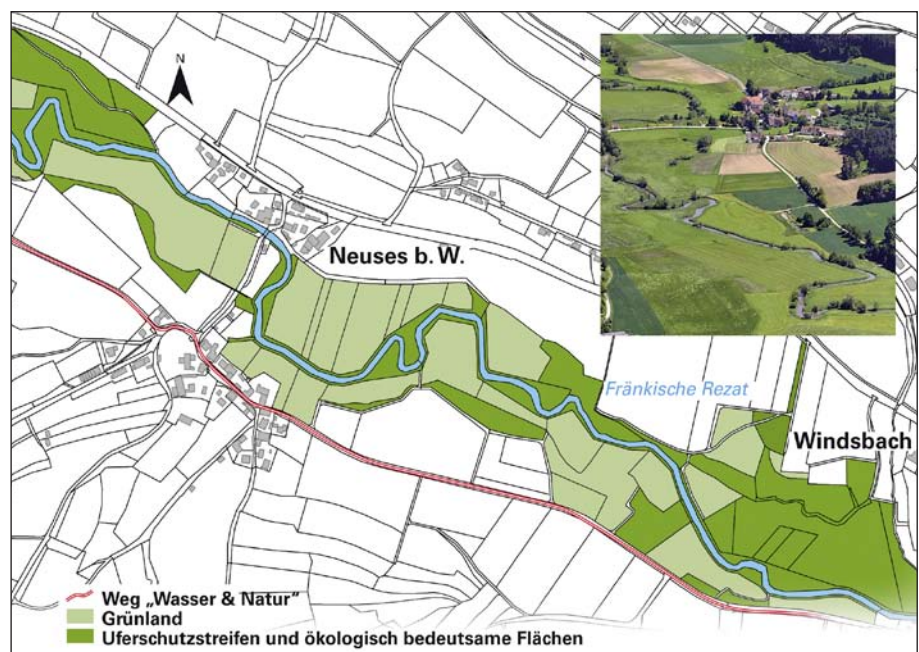 N
Neuses b. W.
Fränkische Rezat
Windsbach
Weg „Wasser & Natur“
Grünland
Uferschutzstreifen und ökologisch bedeutsame Flächen